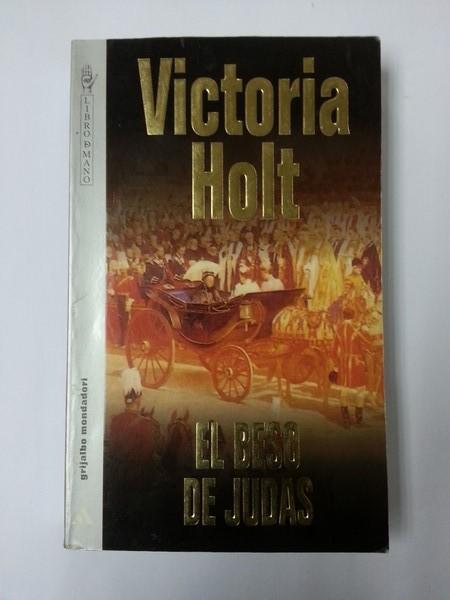 Victoria
Holt
EL BESO
DE JUDAS
LIBRO DE MANO
grijalbo mondadori